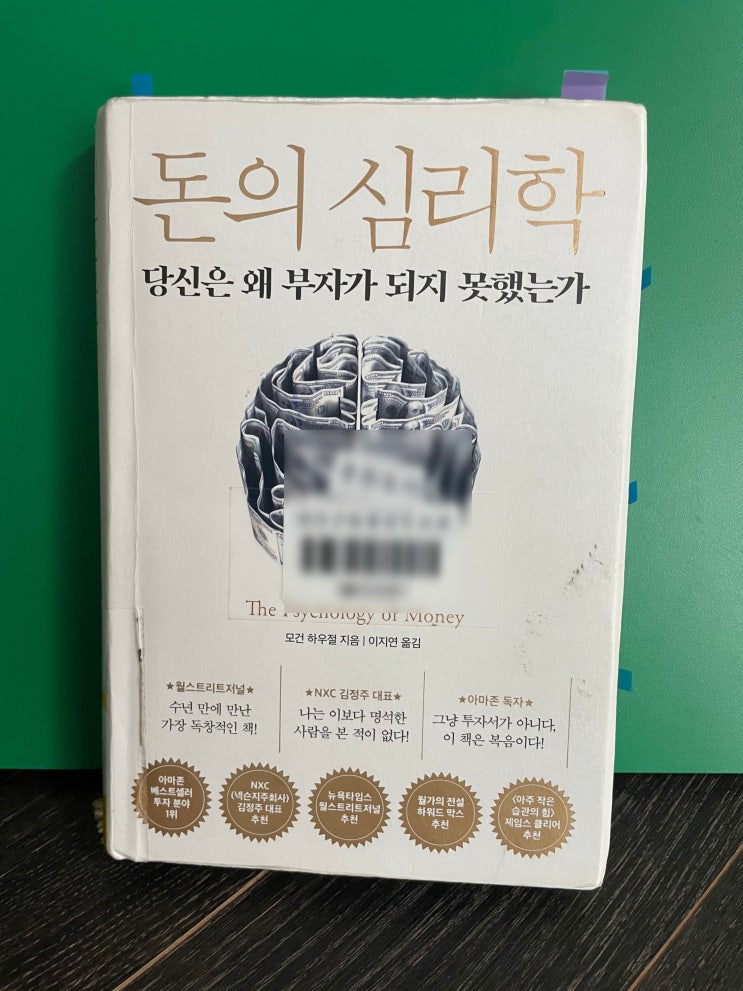 돈의 심리학
당신은 왜 부자가 되지 못했는가
The Psychology of Money
모건 하우절 지음 | 이지연 옮김
★월스트리트저널★
수년 만에 만난
가장 독창적인 책!
★NXC 김정주 대표★
나는 이보다 명석한
사람을 본 적이 없다!
★아마존 독자★
그냥 투자서가 아니다,
이 책은 복음이다!
아마존
베스트셀러
투자 분야
1위
NXC
(넥슨지주회사)
김정주 대표
추천
뉴욕타임스
월스트리트저널
추천
월가의 전설
하워드 막스
추천
<아주 작은
습관의 힘>
제임스 클리어
추천